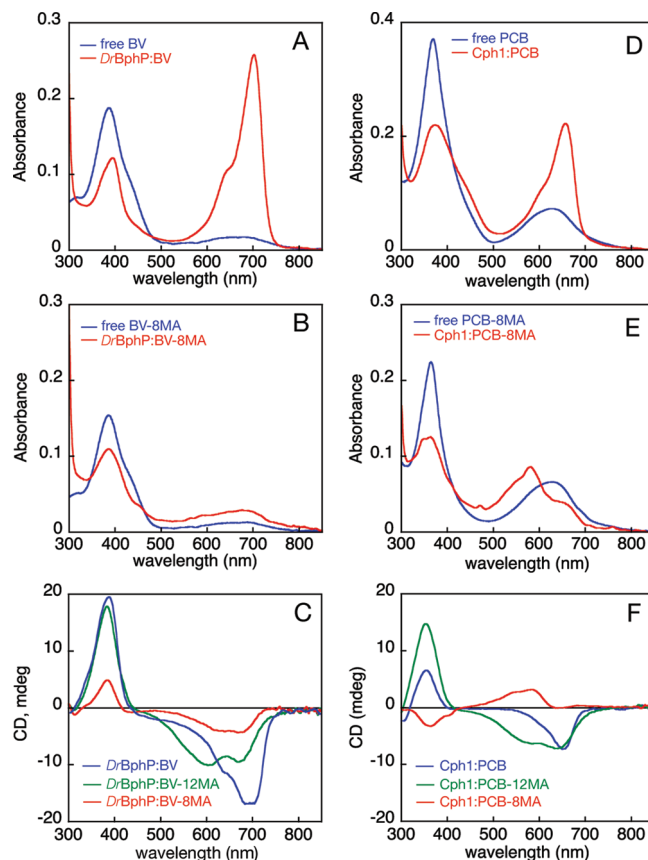 A
free BV
DrBphP:BV
0.3
0.2
0.1
0
Absorbance
300 400 500 600 700 800
wavelength (nm)
D
free PCB
Cph1:PCB
0.4
0.2
0
Absorbance
300 400 500 600 700 800
wavelength (nm)
B
free BV-8MA
DrBphP:BV-8MA
0.3
0.2
0.1
0
Absorbance
300 400 500 600 700 800
wavelength (nm)
E
free PCB-8MA
Cph1:PCB-8MA
0.3
0.2
0.1
0
Absorbance
300 400 500 600 700 800
wavelength (nm)
C
20
10
0
-10
-20
CD, mdeg
DrBphP:BV
DrBphP:BV-12MA
DrBphP:BV-8MA
300 400 500 600 700 800
wavelength (nm)
F
20
10
0
-10
-20
CD (mdeg)
Cph1:PCB
Cph1:PCB-12MA
Cph1:PCB-8MA
300 400 500 600 700 800
wavelength (nm)